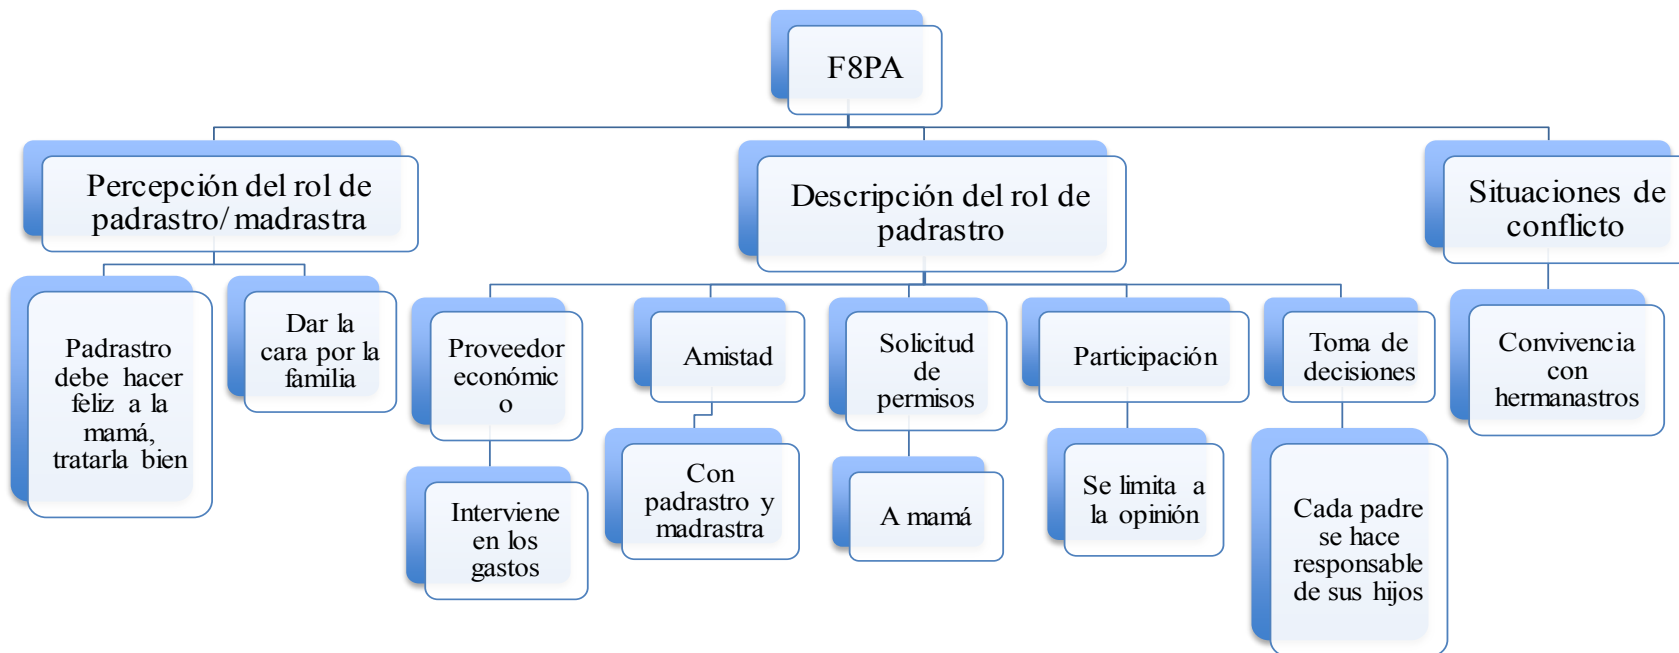 F8PA
Percepción del rol de
padrastro/ madrastra
Descripción del rol de
padrastro
Situaciones de
conflicto
Padrastro
debe hacer
feliz a la
mamá,
tratarla bien
Dar la
cara por la
familia
Proveedor
económic
o
Interviene
en los
gastos
Amistad
Con
padrastro y
madrastra
Solicitud
de
permisos
A mamá
Participación
Se limita a
la opinión
Toma de
decisiones
Cada padre
se hace
responsable
de sus hijos
Convivencia
con
hermanastros